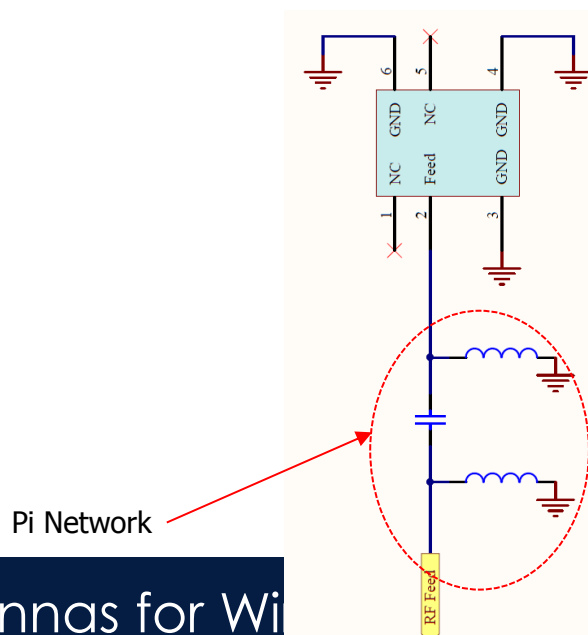 6
5
4
GND
NC
GND
NC
Feed
GND
1
2
3
Pi Network
RF Feed
nnas for Wi